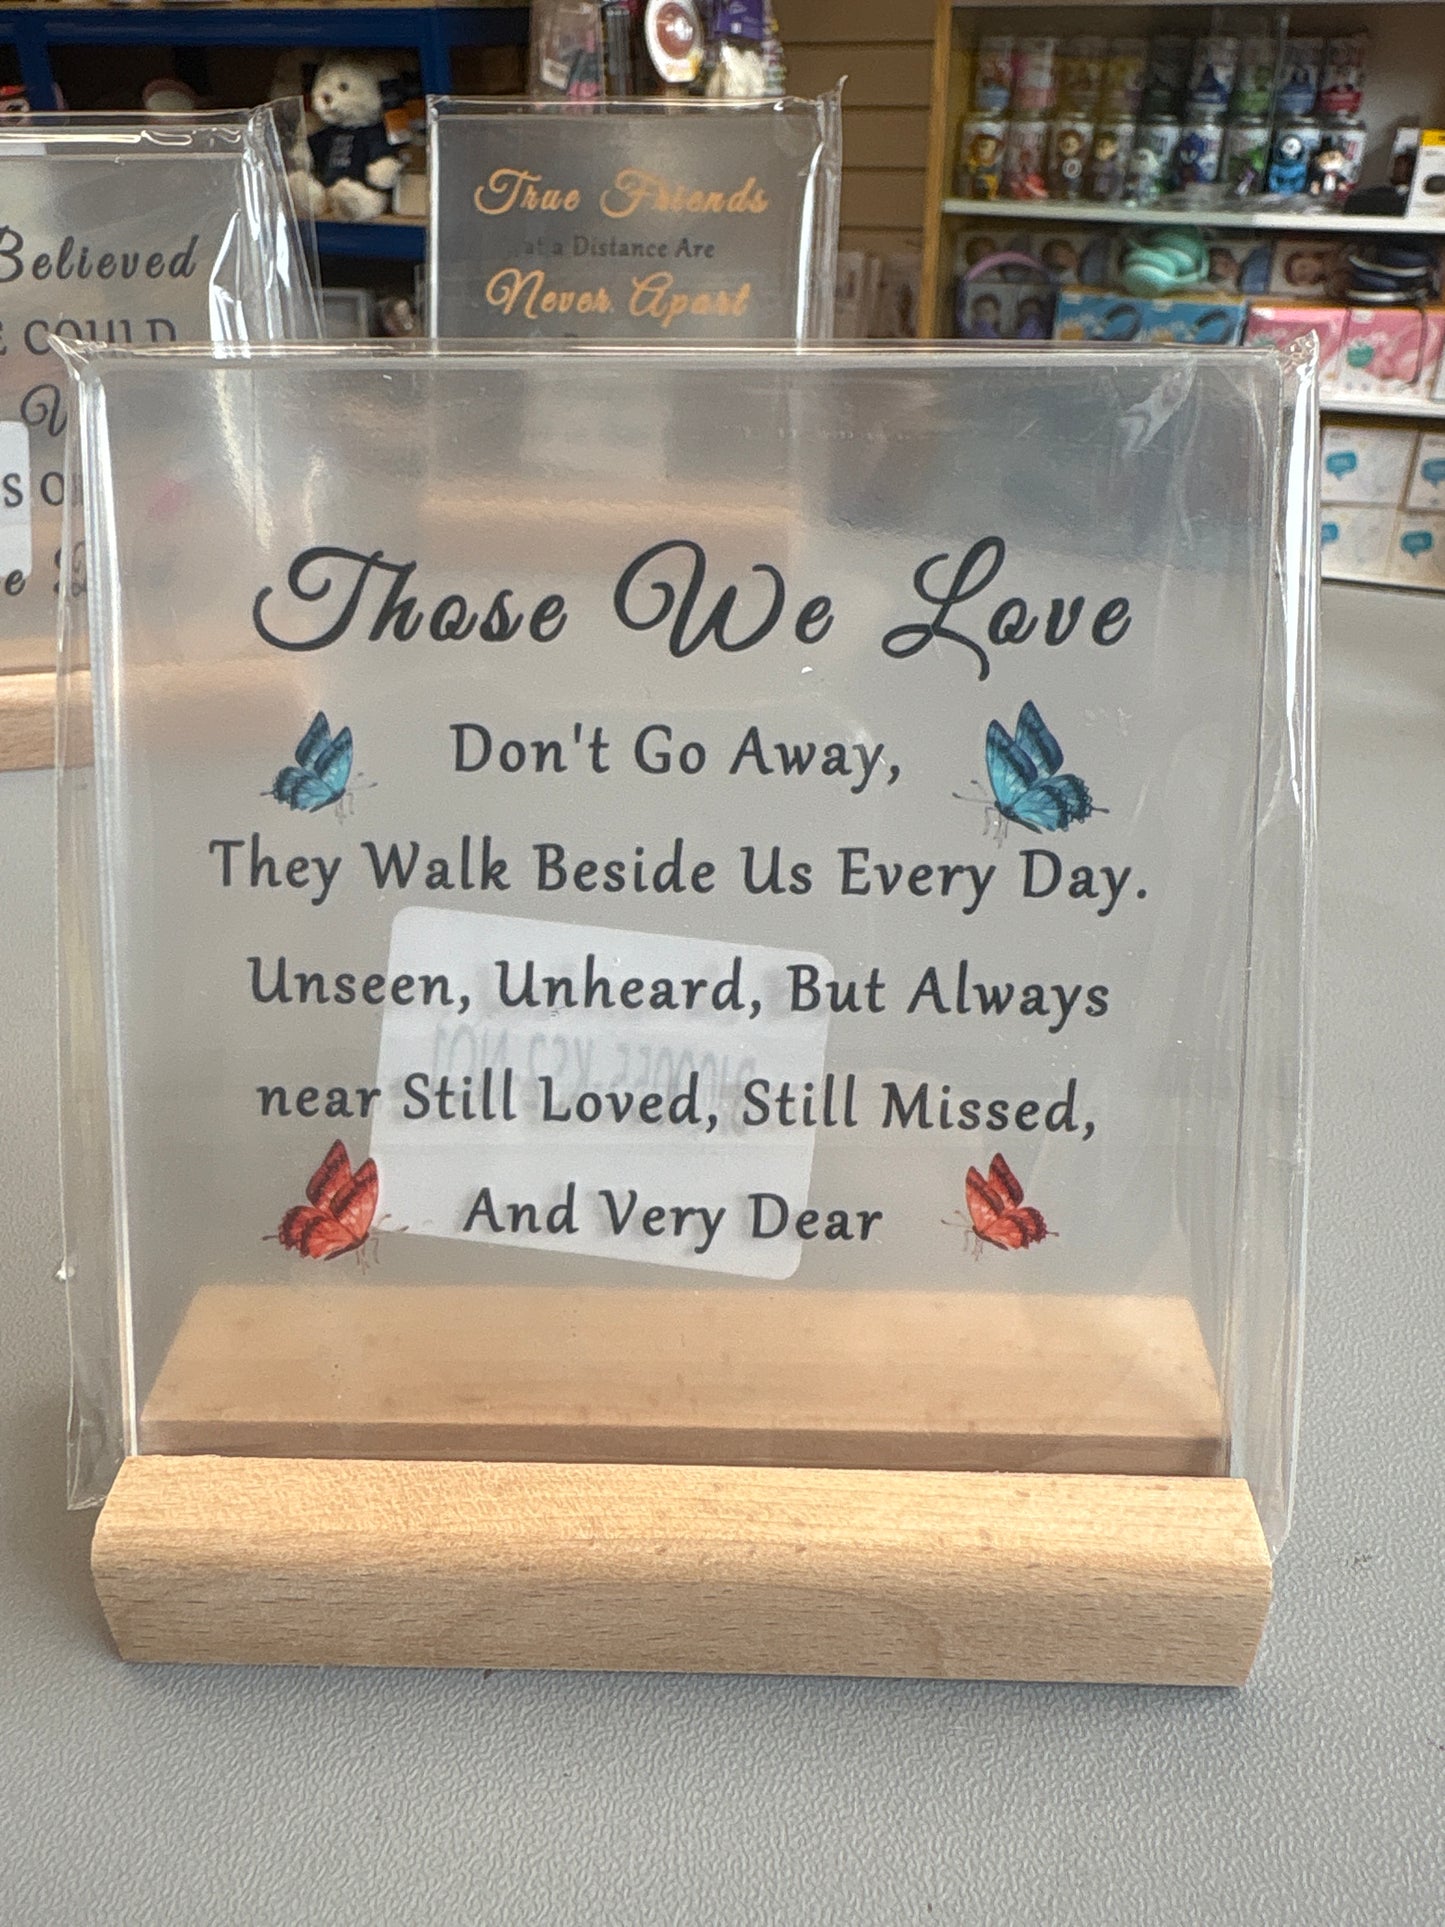 Believed
True Friends
at a Distance Are
Never Apart
Those We Love
Don't Go Away,
They Walk Beside Us Every Day.
Unseen, Unheard, But Always
near Still Loved, Still Missed,
And Very Dear